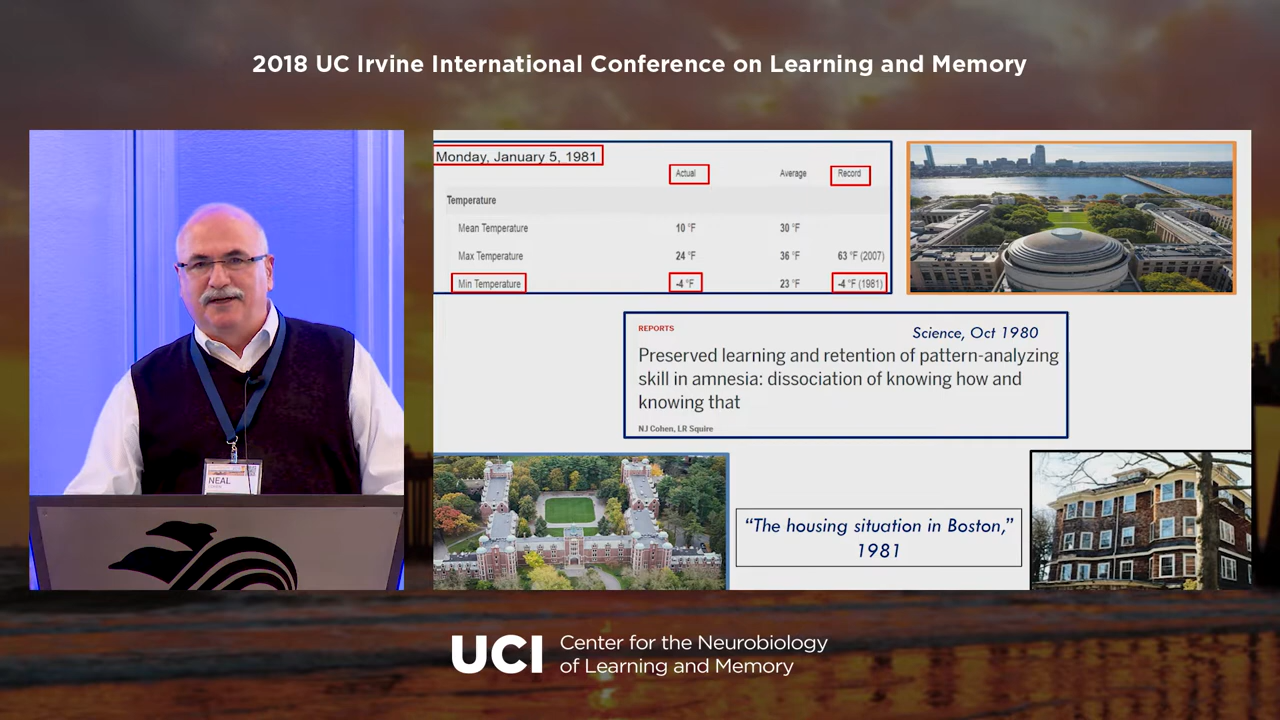 2018 UC Irvine International Conference on Learning and Memory
Monday, January 5, 1981
Actual Average Record
Temperature
Mean Temperature 10 °F 30 °F
Max Temperature 24 °F 36 °F 63 °F (2007)
Min Temperature -4 °F 23 °F -4 °F (1981)
REPORTS
Science, Oct 1980
Preserved learning and retention of pattern-analyzing
skill in amnesia: dissociation of knowing how and
knowing that
NJ Cohen, LR Squire
NEAL
“The housing situation in Boston,”
1981
UCI Center for the Neurobiology
of Learning and Memory